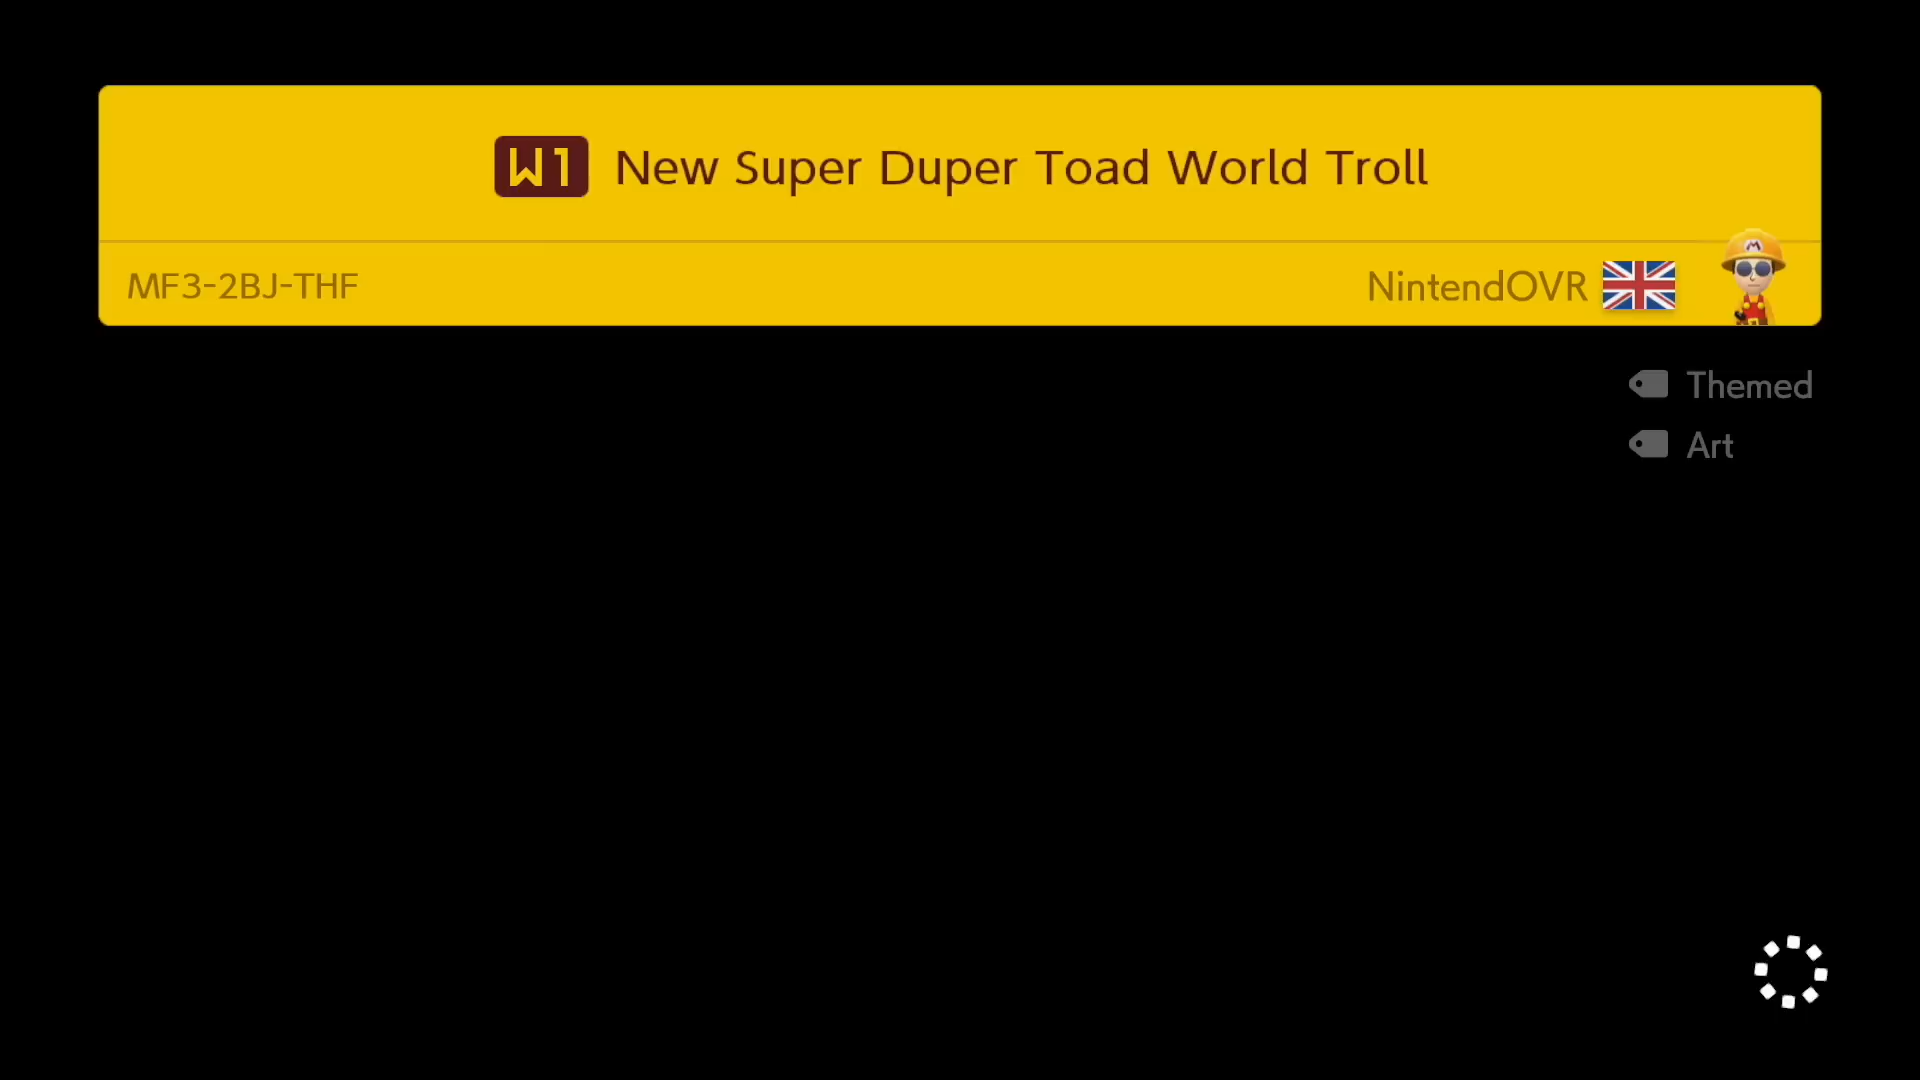 W1 New Super Duper Toad World Troll
MF3-2BJ-THF
NintendOVR
Themed
Art